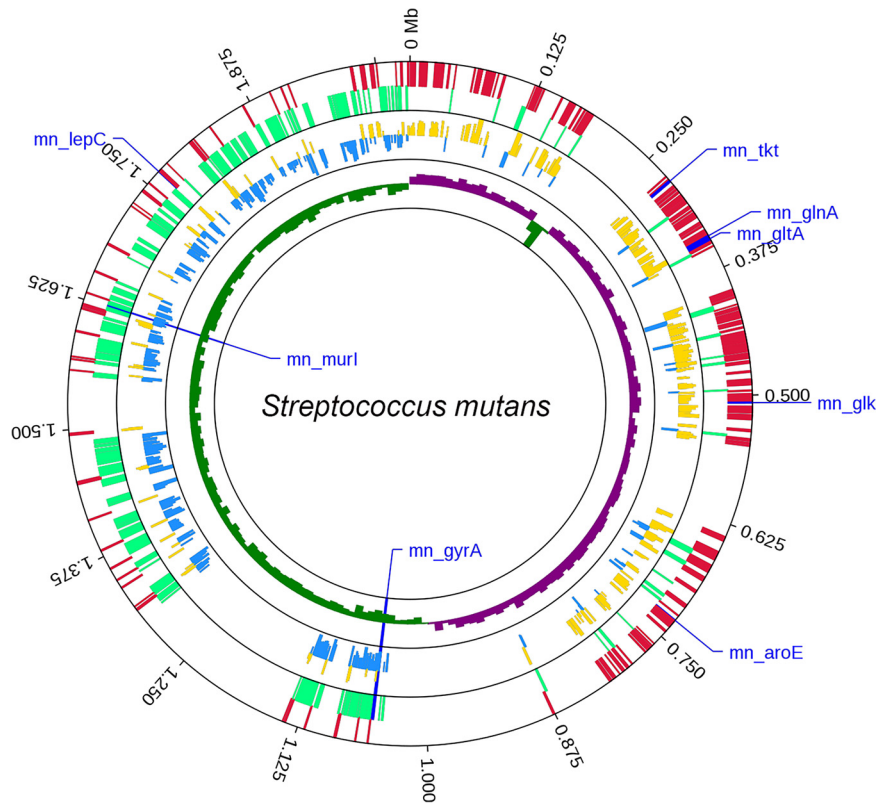 0 Mb
0.125
0.250
mn_tkt
mn_glnA
mn_gltA
0.375
0.500
mn_glk
0.625
mn_aroE
0.750
0.875
1.000
1.125
1.250
1.375
1.500
1.625
1.750
mn_lepC
1.875
mn_murI
Streptococcus mutans
mn_gyrA